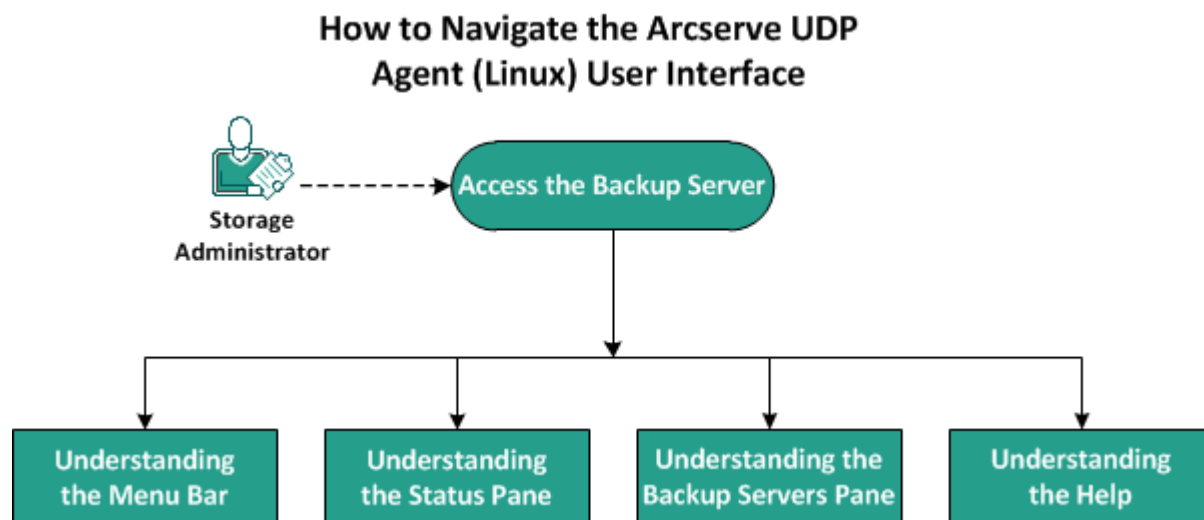 How to Navigate the Arcserve UDP
Agent (Linux) User Interface
Storage
Administrator
Access the Backup Server
Understanding
the Menu Bar
Understanding
the Status Pane
Understanding the
Backup Servers Pane
Understanding
the Help